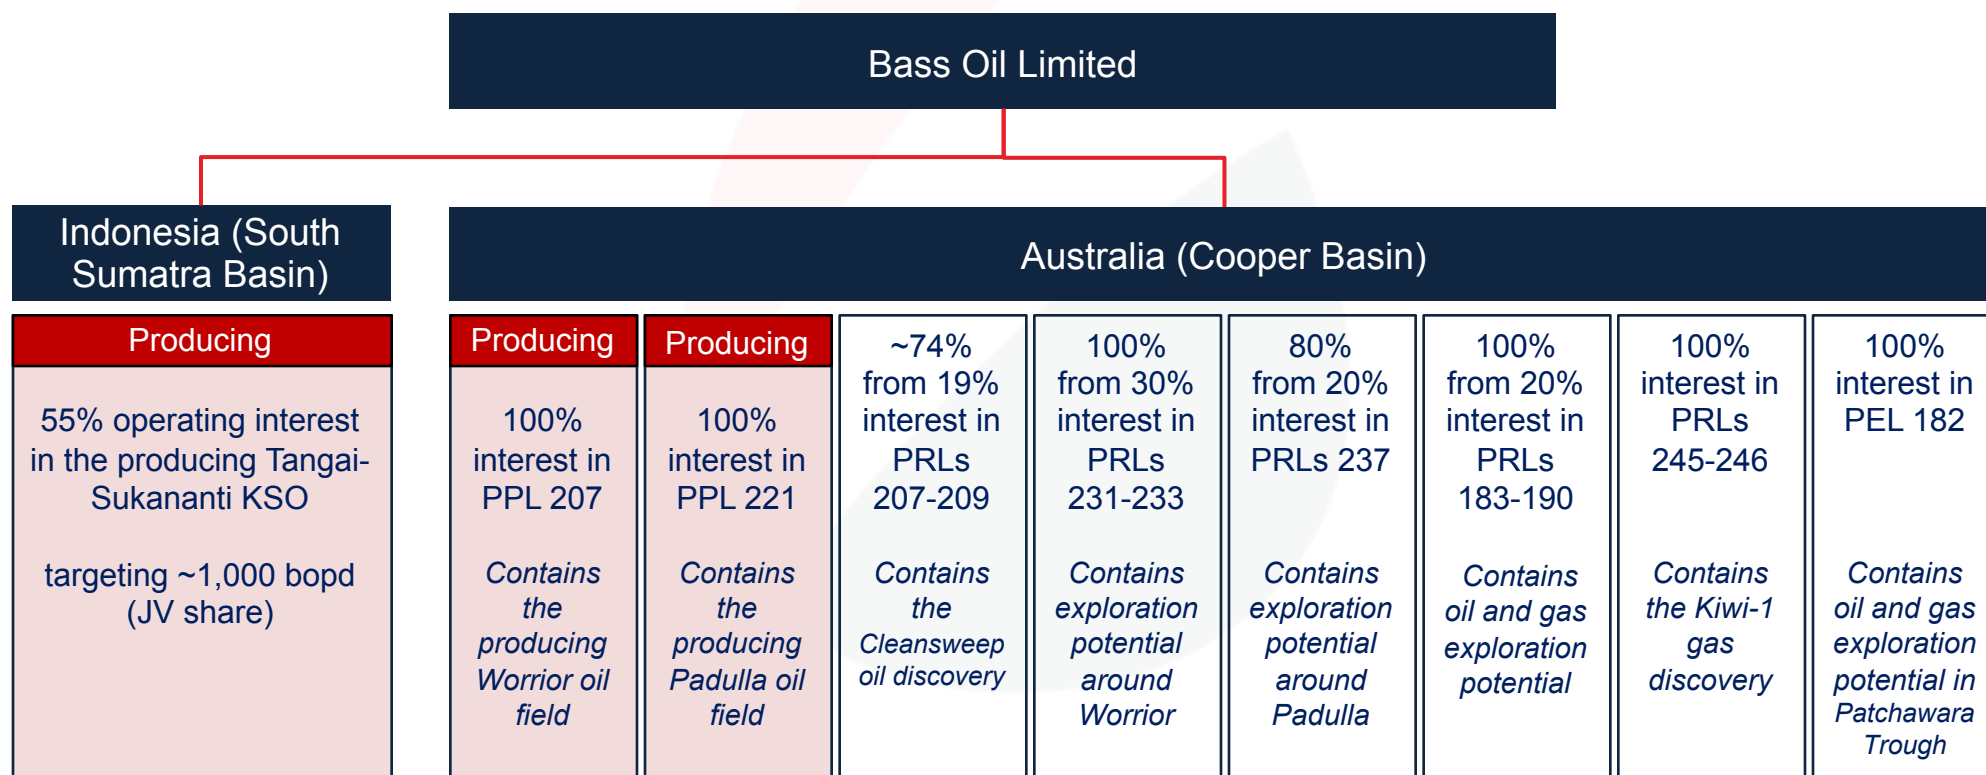 Bass Oil Limited
Indonesia (South
Sumatra Basin)
Australia (Cooper Basin)
Producing
55% operating interest
in the producing Tangai-
Sukananti KSO
targeting ~1,000 bopd
(JV share)
Producing
100%
interest in
PPL 207
Contains
the
producing
Worrior oil
field
Producing
100%
interest in
PPL 221
Contains
the
producing
Padulla oil
field
~74%
from 19%
interest in
PRLs
207-209
Contains
the
Cleansweep
oil discovery
100%
from 30%
interest in
PRLs
231-233
Contains
exploration
potential
around
Worrior
80%
from 20%
interest in
PRLs 237
Contains
exploration
potential
around
Padulla
100%
from 20%
interest in
PRLs
183-190
Contains
oil and gas
exploration
potential
100%
interest in
PRLs
245-246
Contains
the Kiwi-1
gas
discovery
100%
interest in
PEL 182
Contains
oil and gas
exploration
potential in
Patchawara
Trough